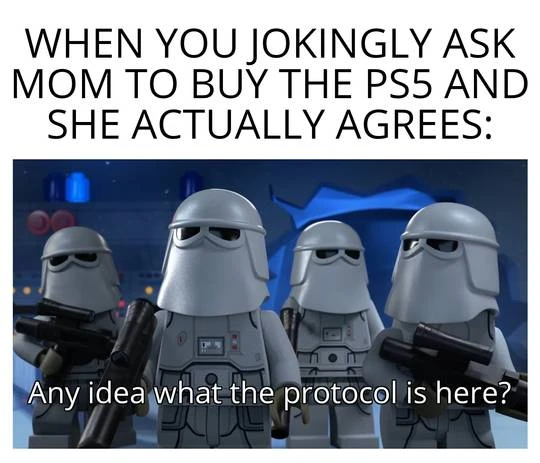 WHEN YOU JOKINGLY ASK
MOM TO BUY THE PS5 AND
SHE ACTUALLY AGREES:
Any idea what the protocol is here?